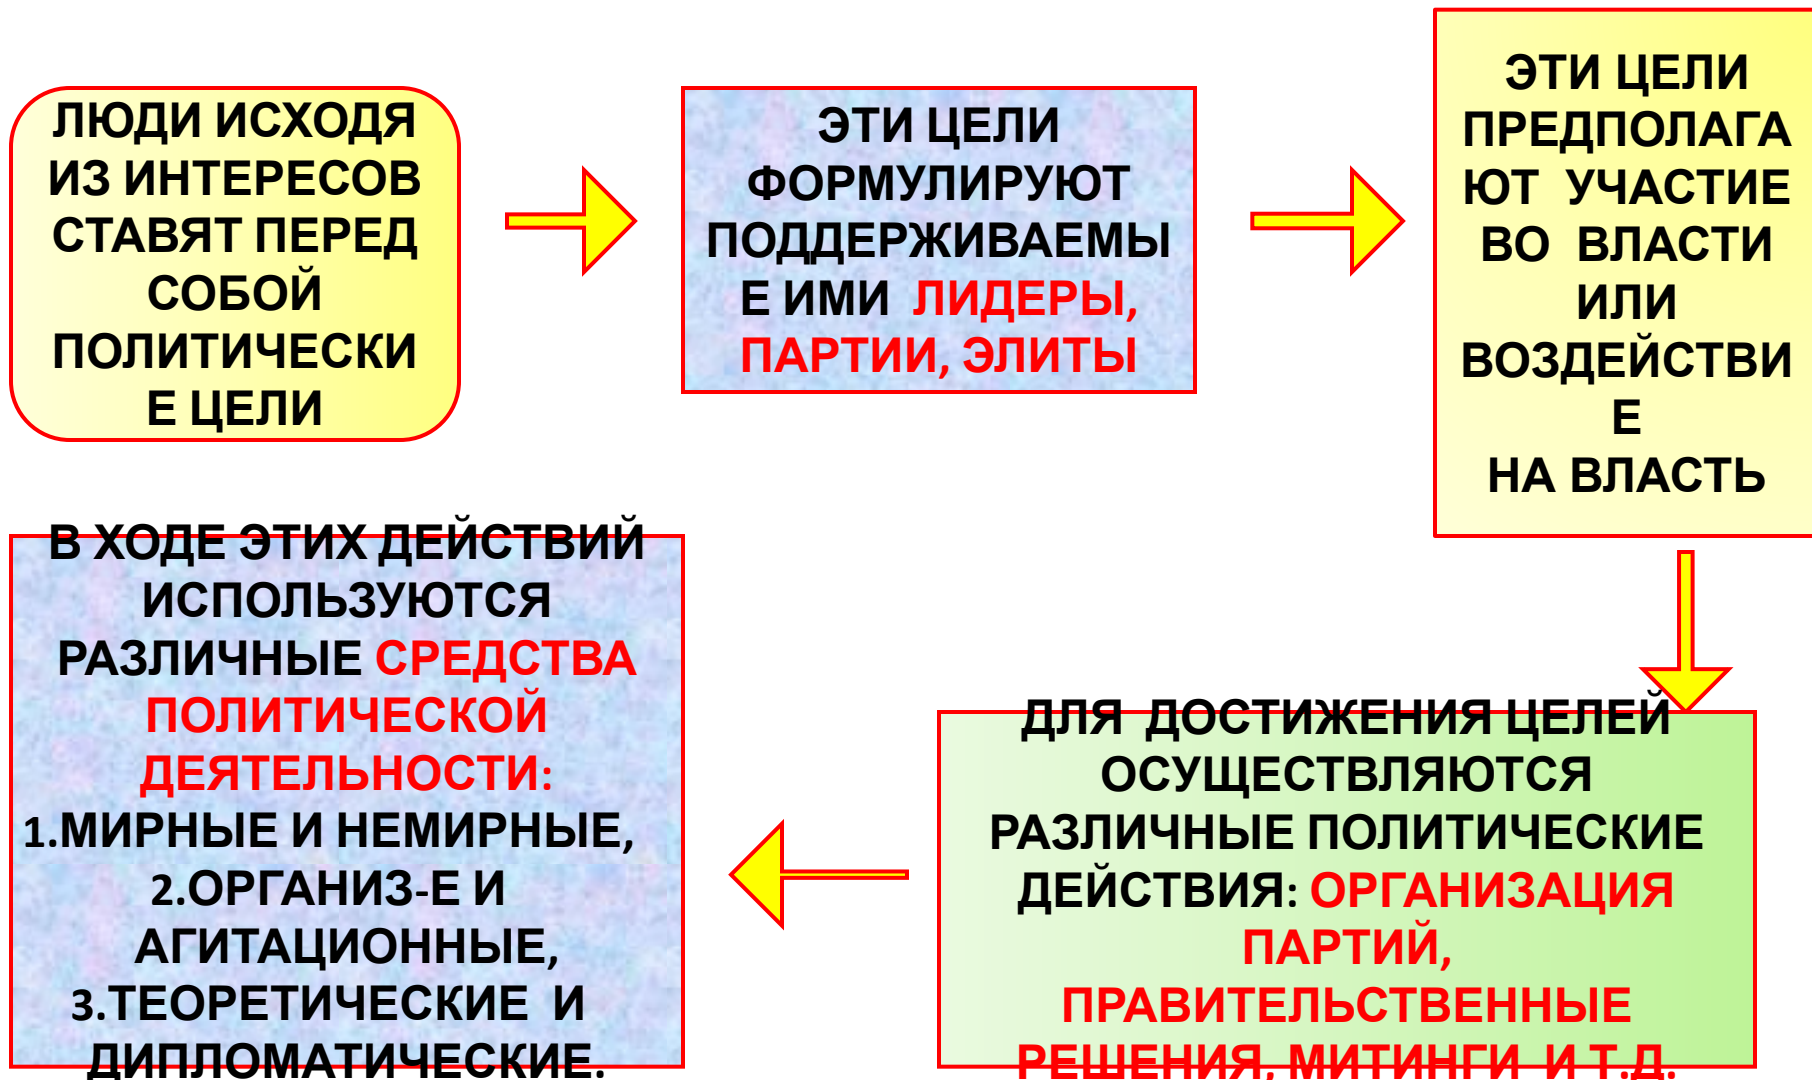 ЛЮДИ ИСХОДЯ
ИЗ ИНТЕРЕСОВ
СТАВЯТ ПЕРЕД
СОБОЙ
ПОЛИТИЧЕСКИ
Е ЦЕЛИ
ЭТИ ЦЕЛИ
ФОРМУЛИРУЮТ
ПОДДЕРЖИВАЕМЫ
Е ИМИ ЛИДЕРЫ,
ПАРТИИ, ЭЛИТЫ
ЭТИ ЦЕЛИ
ПРЕДПОЛАГА
ЮТ УЧАСТИЕ
ВО ВЛАСТИ
ИЛИ
ВОЗДЕЙСТВИ
Е
НА ВЛАСТЬ
ДЛЯ ДОСТИЖЕНИЯ ЦЕЛЕЙ
ОСУЩЕСТВЛЯЮТСЯ
РАЗЛИЧНЫЕ ПОЛИТИЧЕСКИЕ
ДЕЙСТВИЯ: ОРГАНИЗАЦИЯ
ПАРТИЙ,
ПРАВИТЕЛЬСТВЕННЫЕ
РЕШЕНИЯ, МИТИНГИ И Т.Д.
В ХОДЕ ЭТИХ ДЕЙСТВИЙ
ИСПОЛЬЗУЮТСЯ
РАЗЛИЧНЫЕ СРЕДСТВА
ПОЛИТИЧЕСКОЙ
ДЕЯТЕЛЬНОСТИ:
1.МИРНЫЕ И НЕМИРНЫЕ,
2.ОРГАНИЗ-Е И
АГИТАЦИОННЫЕ,
3.ТЕОРЕТИЧЕСКИЕ И
ДИПЛОМАТИЧЕСКИЕ.